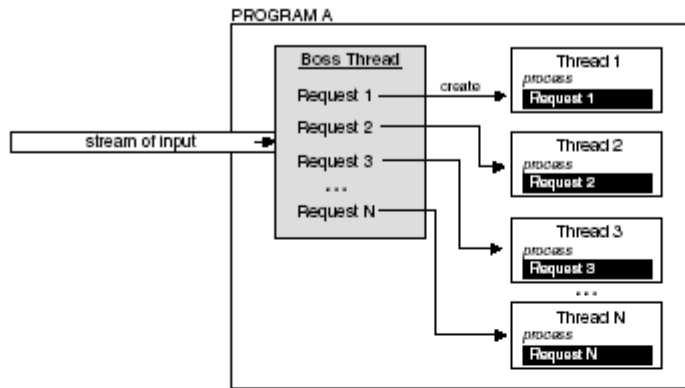 PROGRAM A
Boss Thread
Request 1
Request 2
Request 3
...
Request N
stream of input
create
Thread 1
process
Request 1
Thread 2
process
Request 2
Thread 3
process
Request 3
...
Thread N
process
Request N